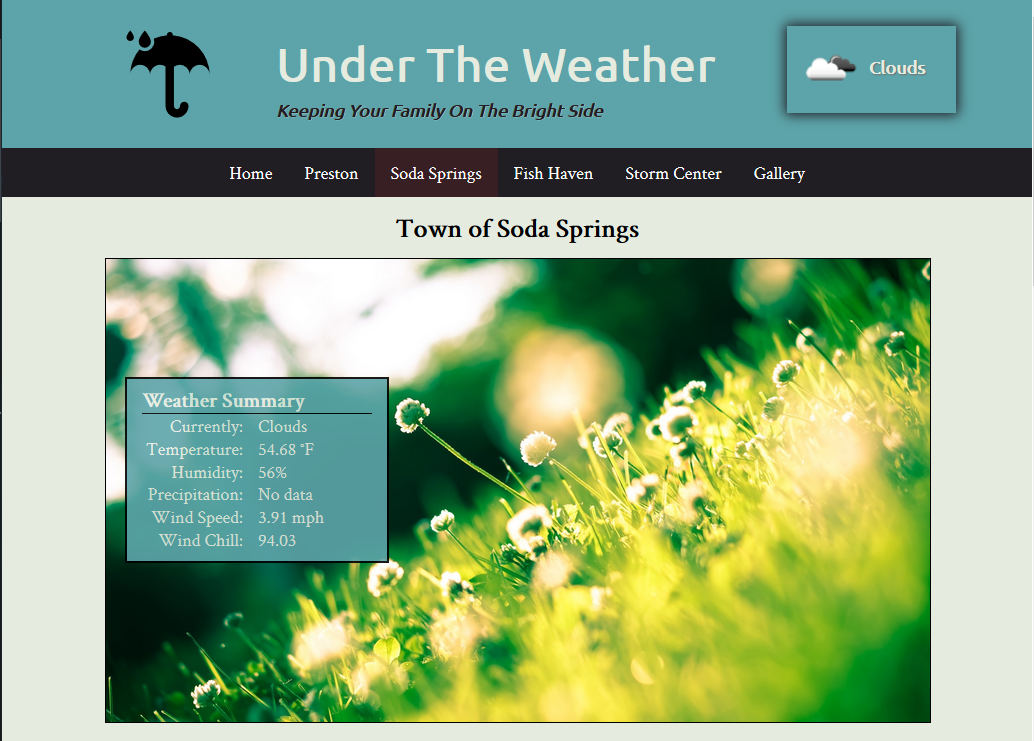 Under The Weather
Keeping Your Family On The Bright Side
Clouds
Home Preston Soda Springs Fish Haven Storm Center Gallery
Town of Soda Springs
Weather Summary
Currently: Clouds
Temperature: 54.68 °F
Humidity: 56%
Precipitation: No data
Wind Speed: 3.91 mph
Wind Chill: 94.03